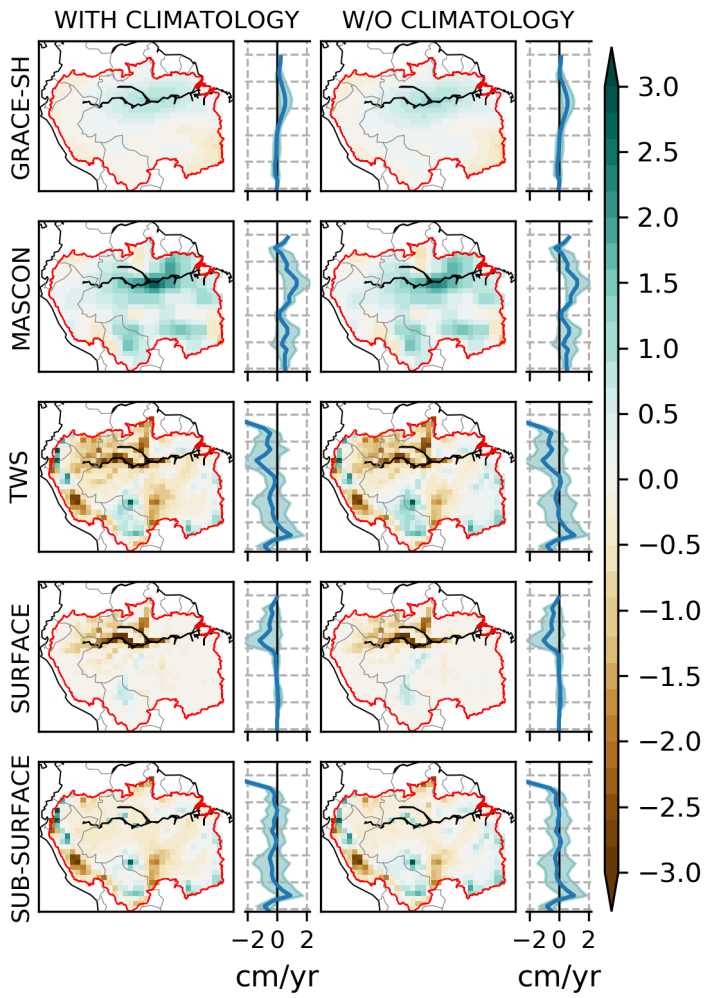 WITH CLIMATOLOGY
W/O CLIMATOLOGY
GRACE-SH
MASCON
TWS
SURFACE
SUB-SURFACE
3.0
2.5
2.0
1.5
1.0
0.5
0.0
−0.5
−1.0
−1.5
−2.0
−2.5
−3.0
−2 0 2
−2 0 2
cm/yr
cm/yr